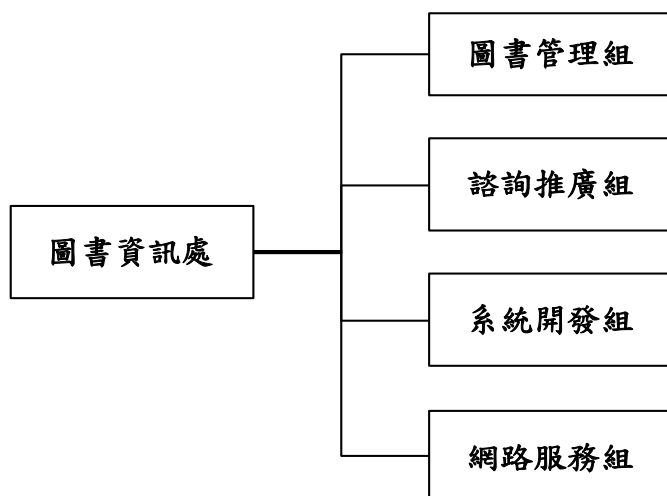 圖書管理組
諮詢推廣組
圖書資訊處
系統開發組
網路服務組